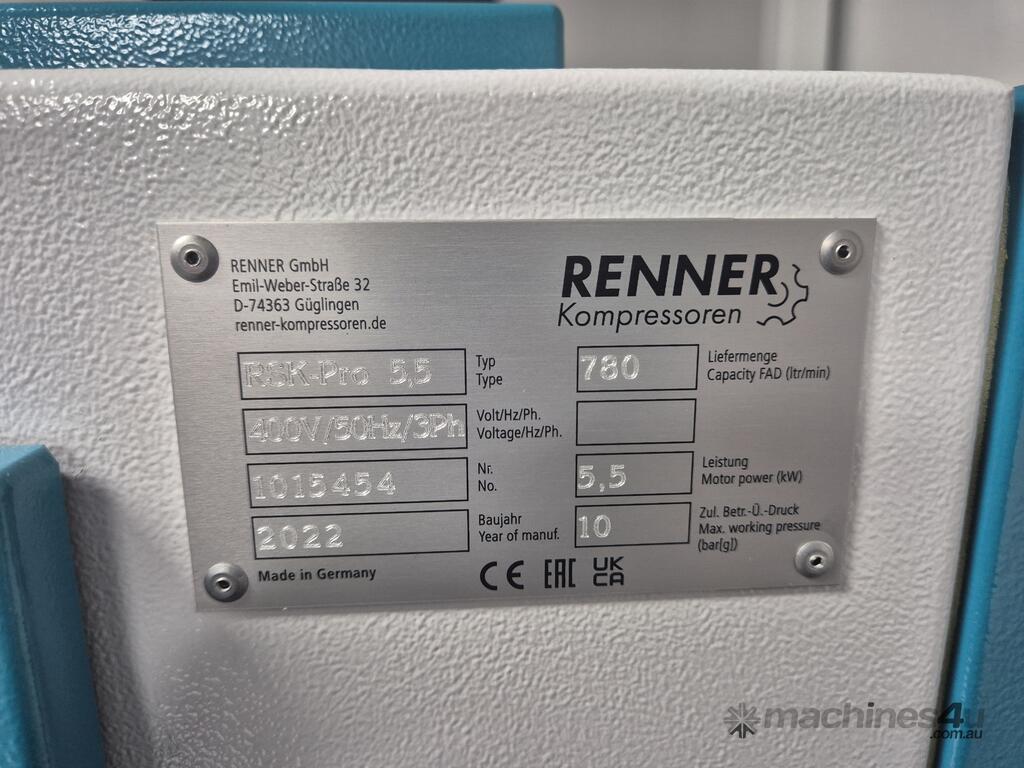 RENNER GmbH
Emil-Weber-Straße 32
D-74363 Güglingen
renner-kompressoren.de
RENNER
Kompressoren
RSK-Pro 5,5
Typ
Type
780
Liefermenge
Capacity FAD (ltr/min)
400V/50Hz/3Ph
Volt/Hz/Ph.
Voltage/Hz/Ph.
1015454
Nr.
No.
5,5
Leistung
Motor power (kW)
2022
Baujahr
Year of manuf.
10
Zul. Betr.-Ü.-Druck
Max. working pressure
(bar[g])
Made in Germany
CE EAC UK
CA
machines4u
.com.au